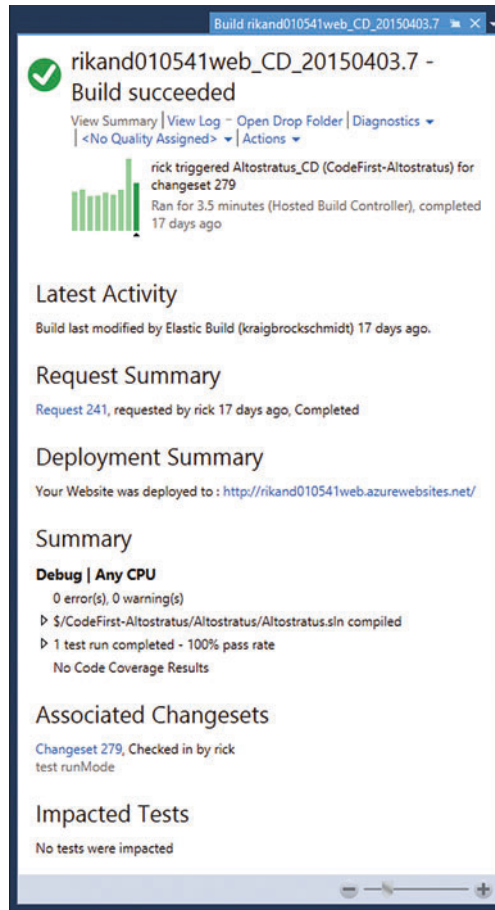 Build rikand010541web_CD_20150403.7
rikand010541web_CD_20150403.7 -
Build succeeded
View Summary | View Log - Open Drop Folder | Diagnostics
| <No Quality Assigned> | Actions
rick triggered Altostratus_CD (CodeFirst-Altostratus) for
changeset 279
Ran for 3.5 minutes (Hosted Build Controller), completed
17 days ago
Latest Activity
Build last modified by Elastic Build (kraigbrockschmidt) 17 days ago.
Request Summary
Request 241, requested by rick 17 days ago, Completed
Deployment Summary
Your Website was deployed to : http://rikand010541web.azurewebsites.net/
Summary
Debug | Any CPU
0 error(s), 0 warning(s)
$/CodeFirst-Altostratus/Altostratus/Altostratus.sln compiled
1 test run completed - 100% pass rate
No Code Coverage Results
Associated Changesets
Changeset 279, Checked in by rick
test runMode
Impacted Tests
No tests were impacted